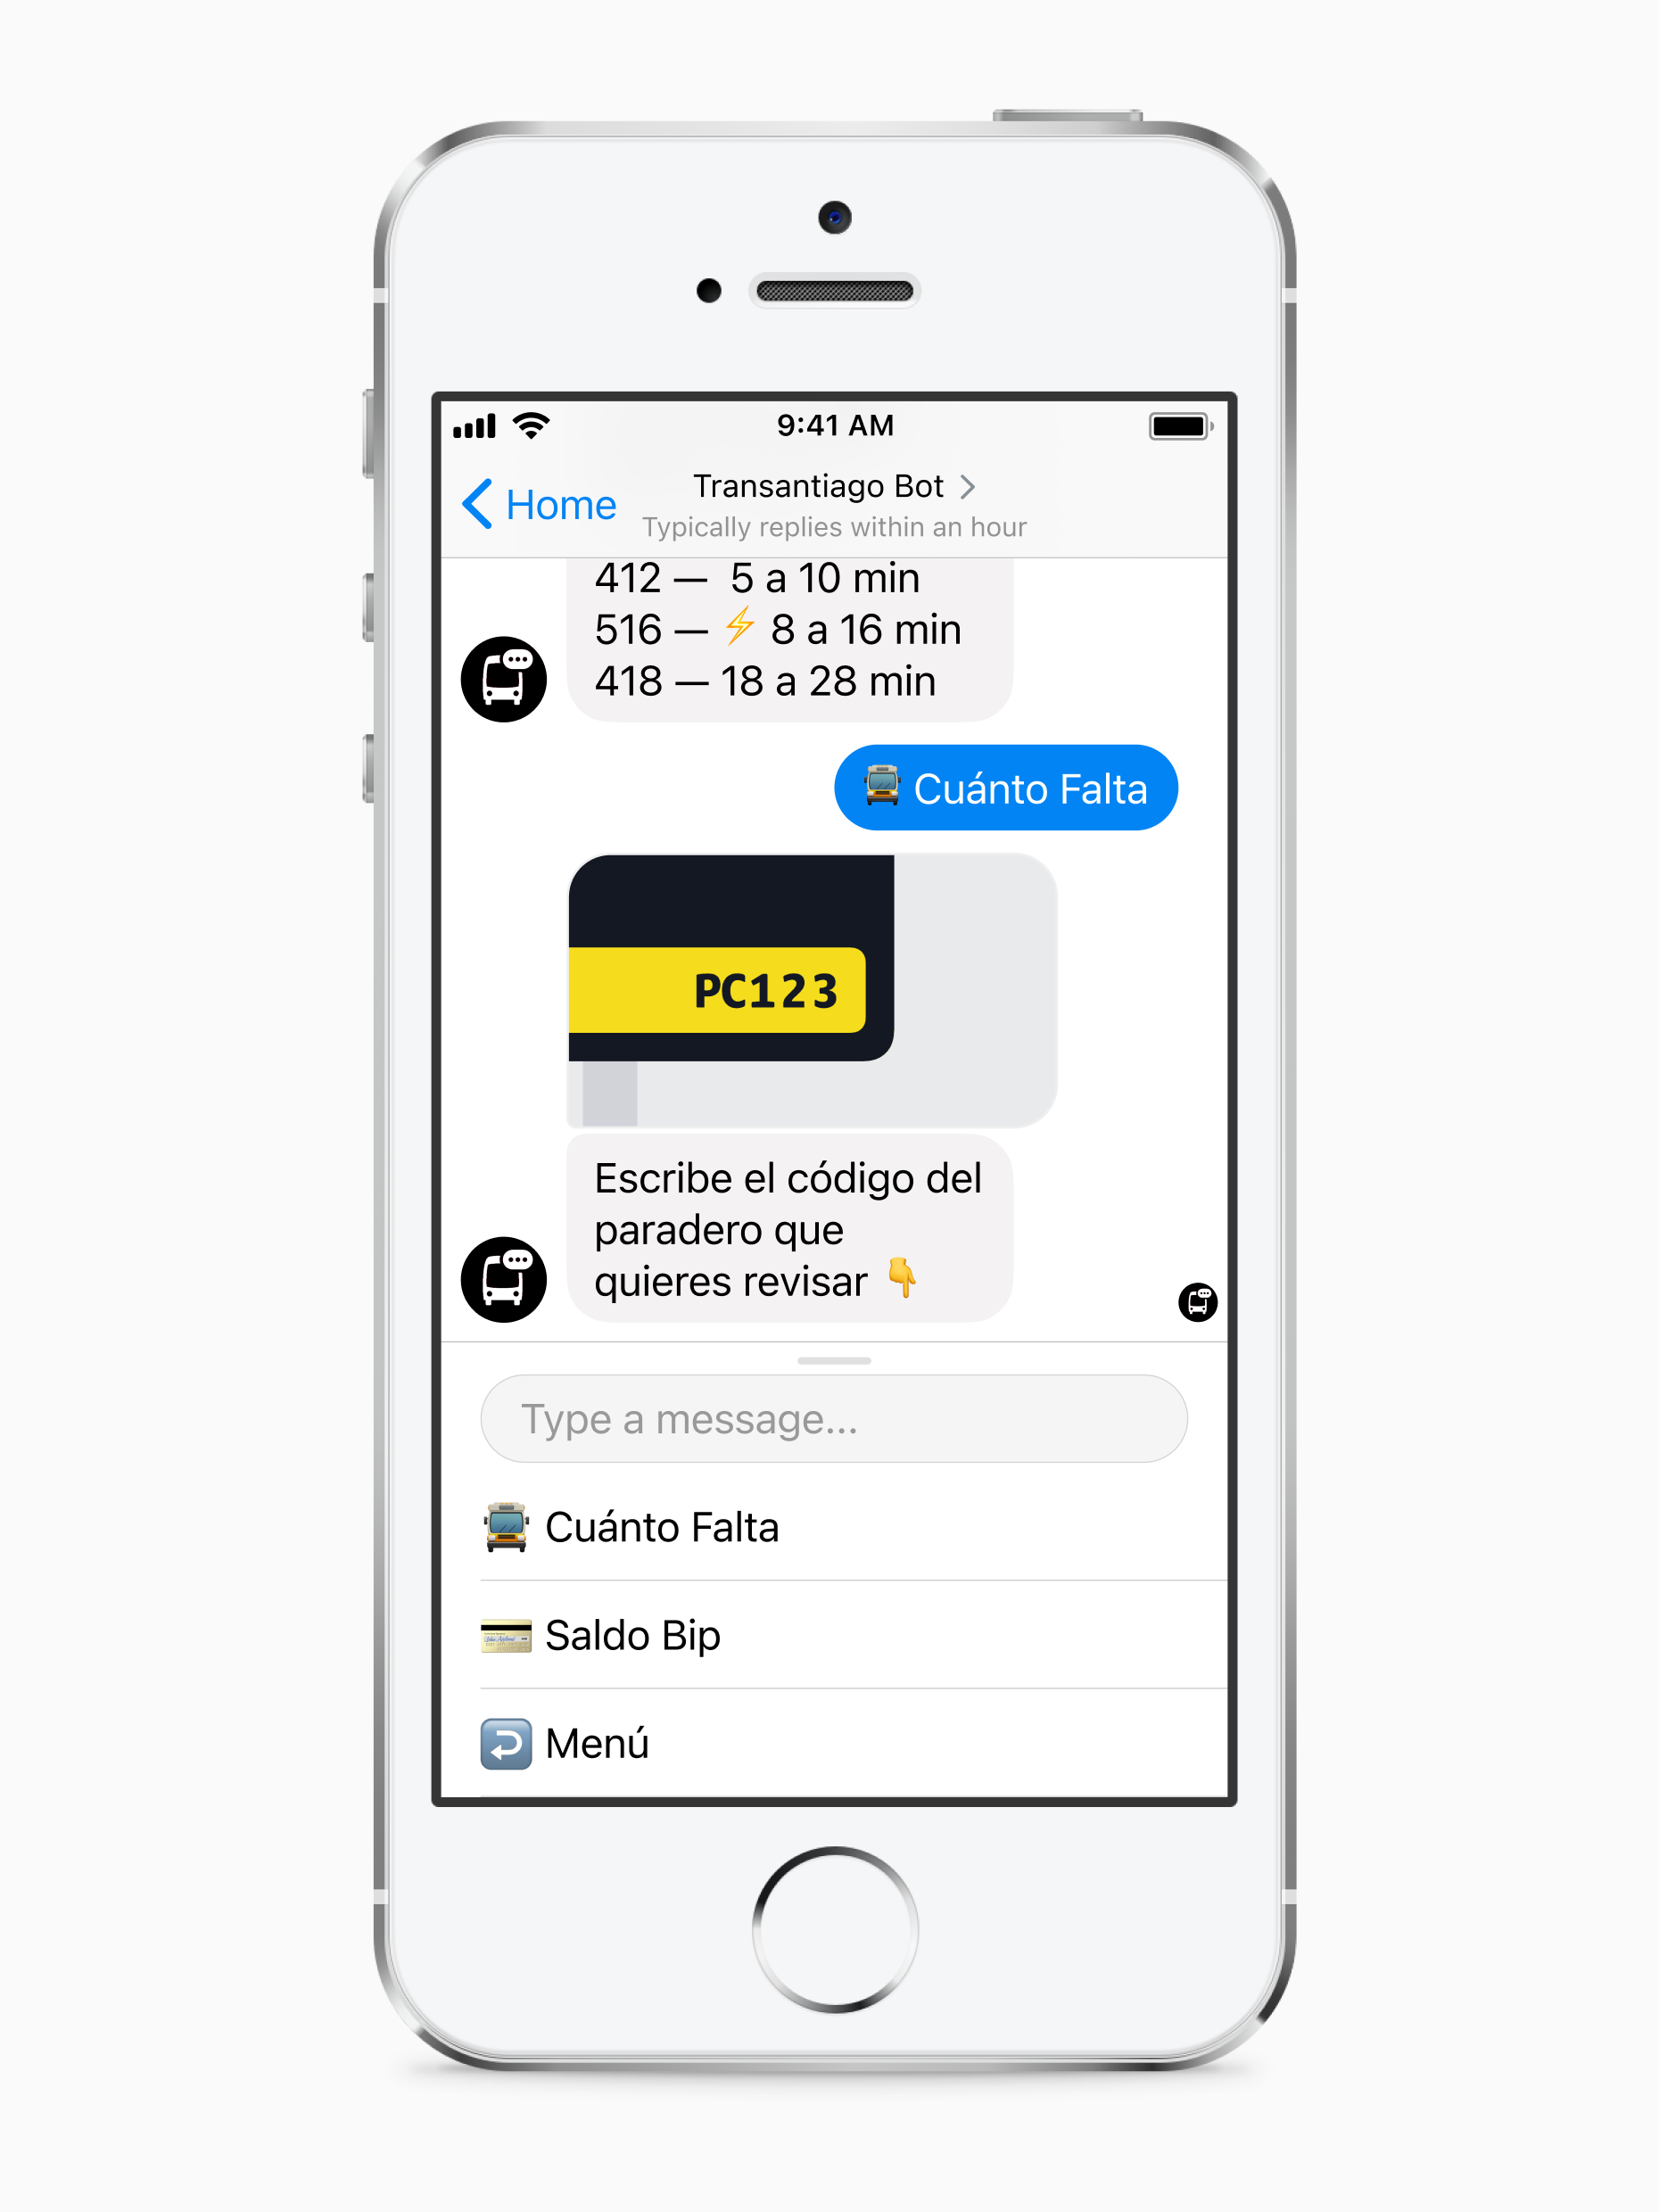 9:41 AM
Home
Transantiago Bot
Typically replies within an hour
412 — 5 a 10 min
516 — ⚡ 8 a 16 min
418 — 18 a 28 min
🚍 Cuánto Falta
PC123
Escribe el código del
paradero que
quieres revisar 👇
Type a message...
🚍 Cuánto Falta
💳 Saldo Bip
↩️ Menú